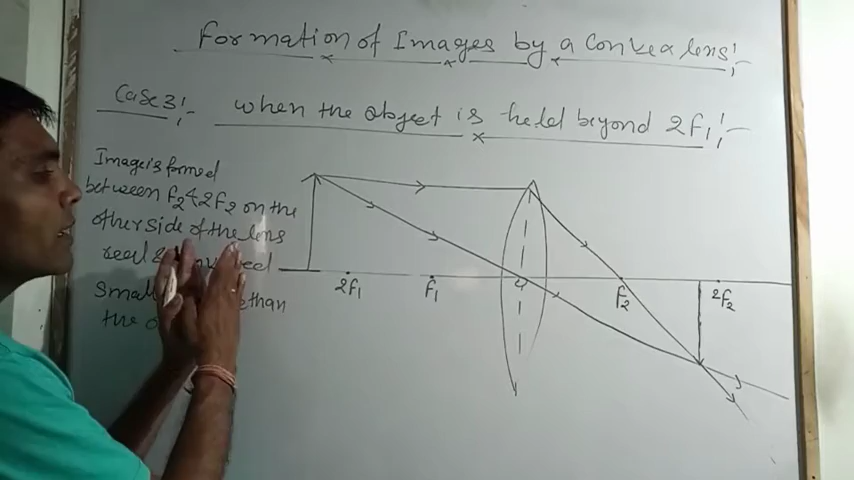 Formation of Images by a Convex lens:-
Case 3:- when the object is held beyond 2F1:-
Image is formed
between F2 & 2F2 on the
other side of the lens
real &
small than
the
2F1 F1 F2 2F2